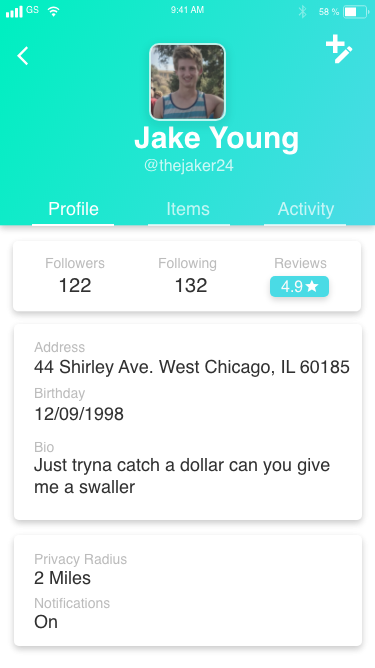 GS 9:41 AM 58 %
Jake Young
@thejaker24
Profile Items Activity
Followers Following Reviews
122 132 4.9★
Address
44 Shirley Ave. West Chicago, IL 60185
Birthday
12/09/1998
Bio
Just tryna catch a dollar can you give
me a swaller
Privacy Radius
2 Miles
Notifications
On